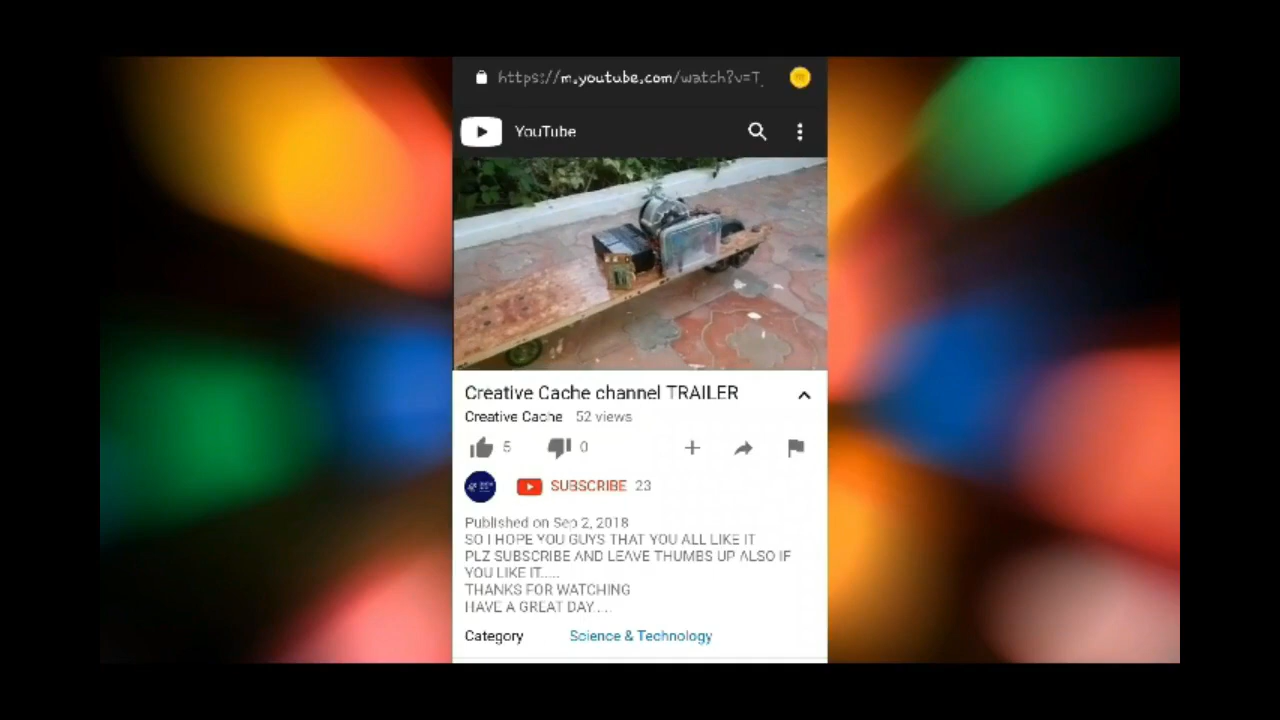 https://m.youtube.com/watch?v=T
YouTube
Creative Cache channel TRAILER
Creative Cache 52 views
5 0
SUBSCRIBE 23
Published on Sep 2, 2018
SO I HOPE YOU GUYS THAT YOU ALL LIKE IT
PLZ SUBSCRIBE AND LEAVE THUMBS UP ALSO IF
YOU LIKE IT.....
THANKS FOR WATCHING
HAVE A GREAT DAY....
Category Science & Technology